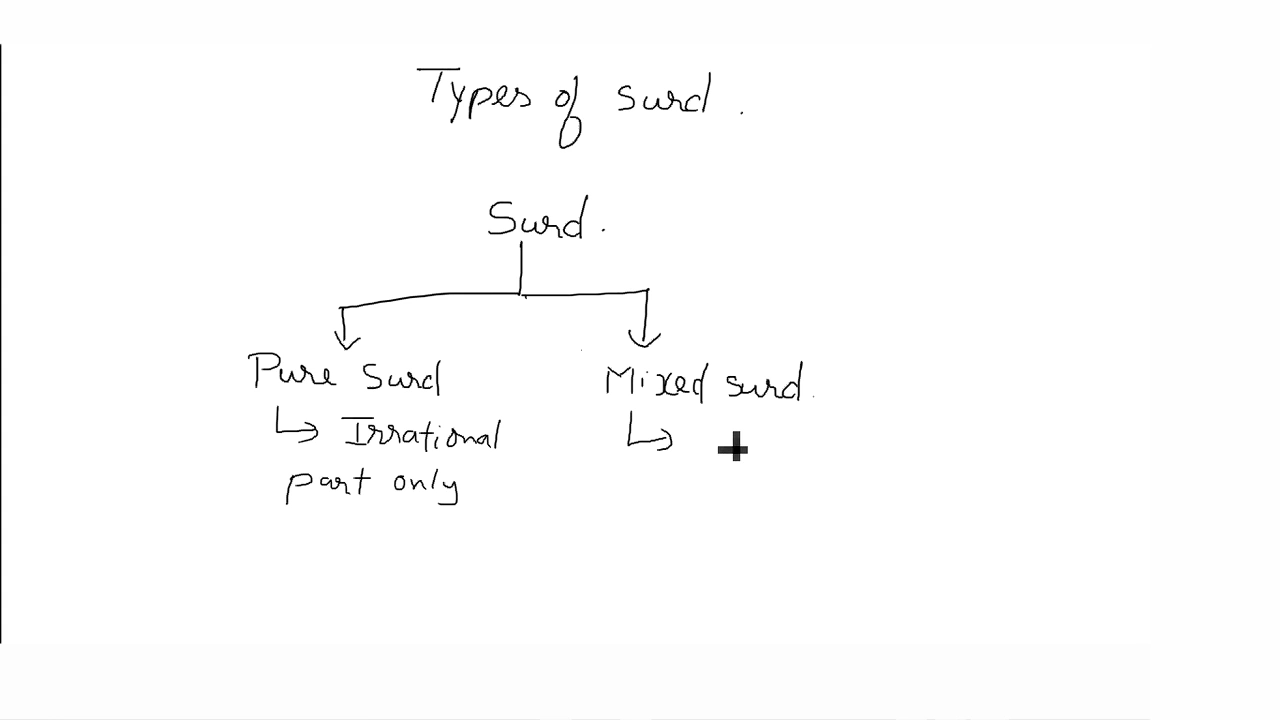 Types of surd.
Surd.
Pure Surd
Mixed surd.
↳ Irrational
part only
↳